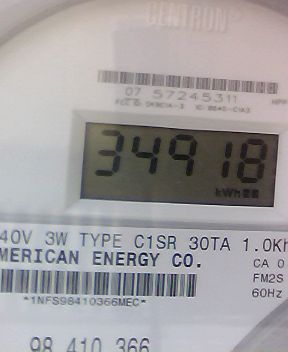 CENTRON®
07 57245311
34918
kWh
40V 3W TYPE C1SR 30TA 1.0Kh
MERICAN ENERGY CO.
CA 0
FM2S
60Hz
*1NFS98410366MEC*
98 410 366